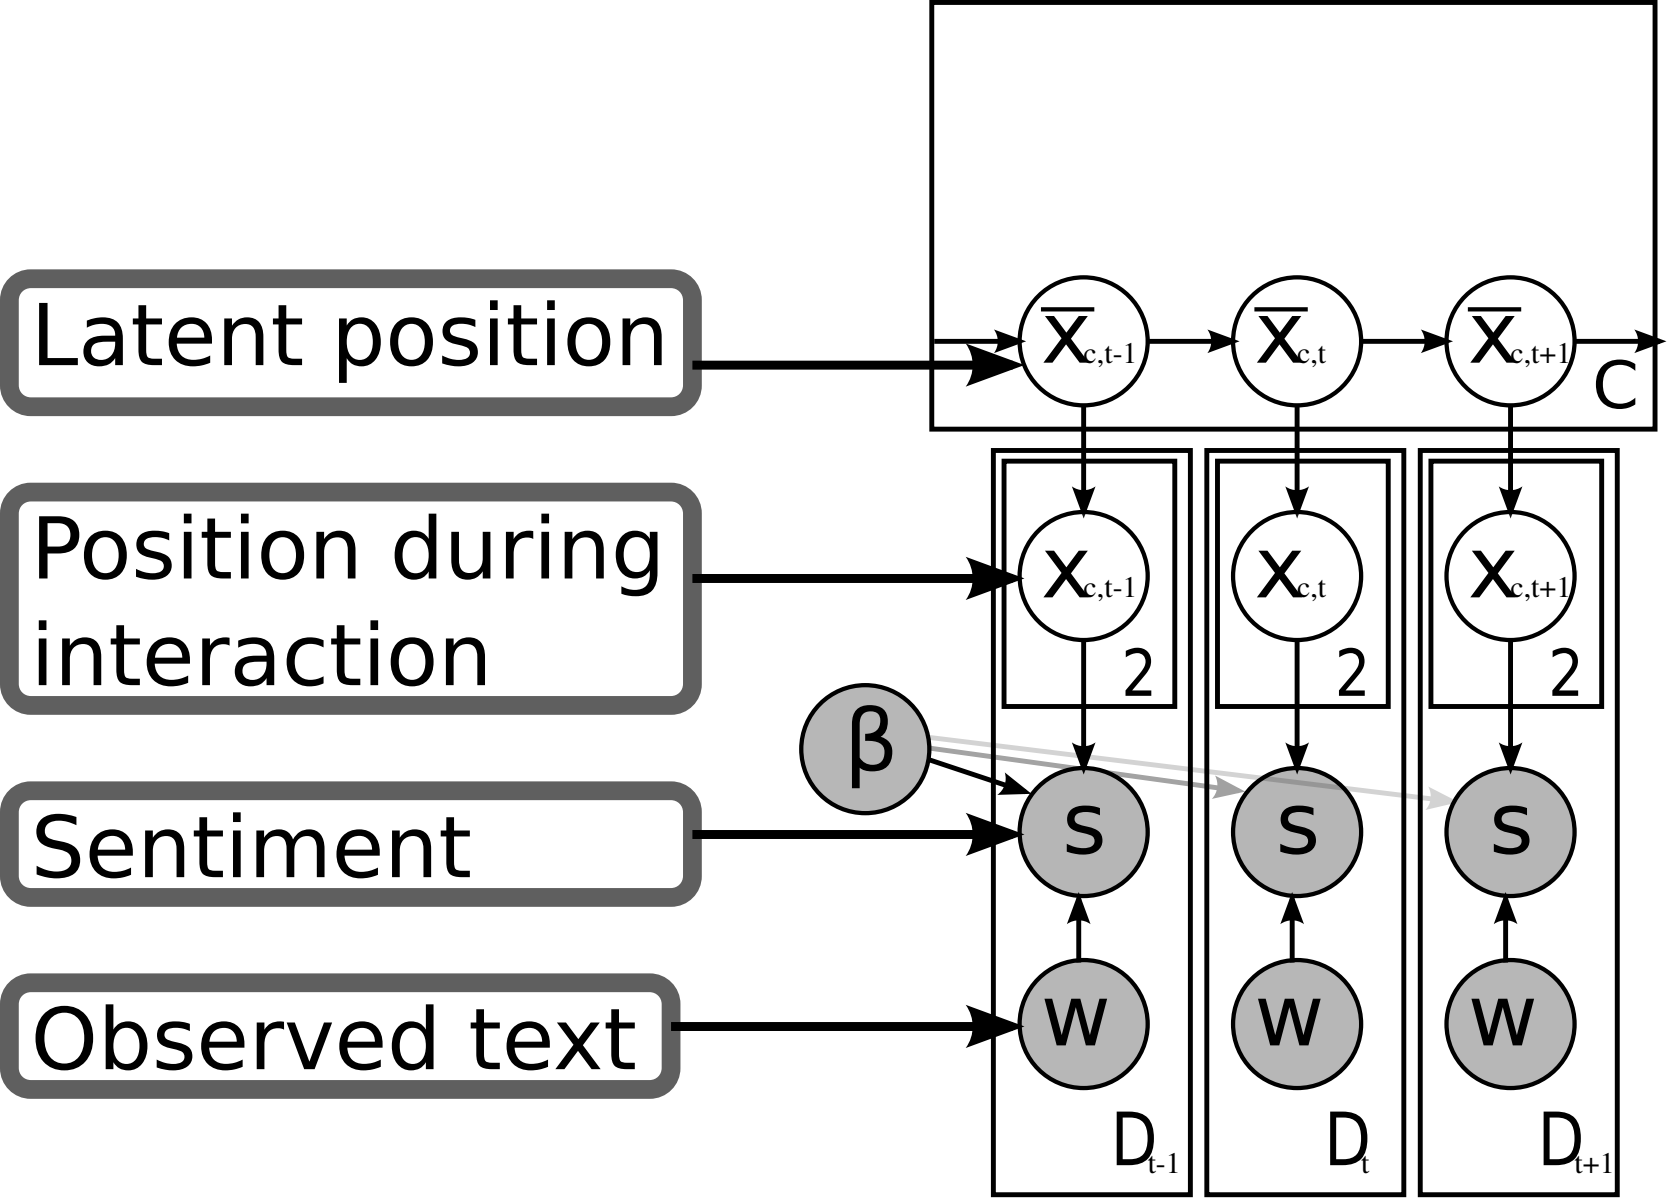 Latent position
x̄c,t-1 x̄c,t x̄c,t+1
C
Position during
interaction
xc,t-1 xc,t xc,t+1
2 2 2
β
Sentiment
s s s
Observed text
w w w
Dt-1 Dt Dt+1